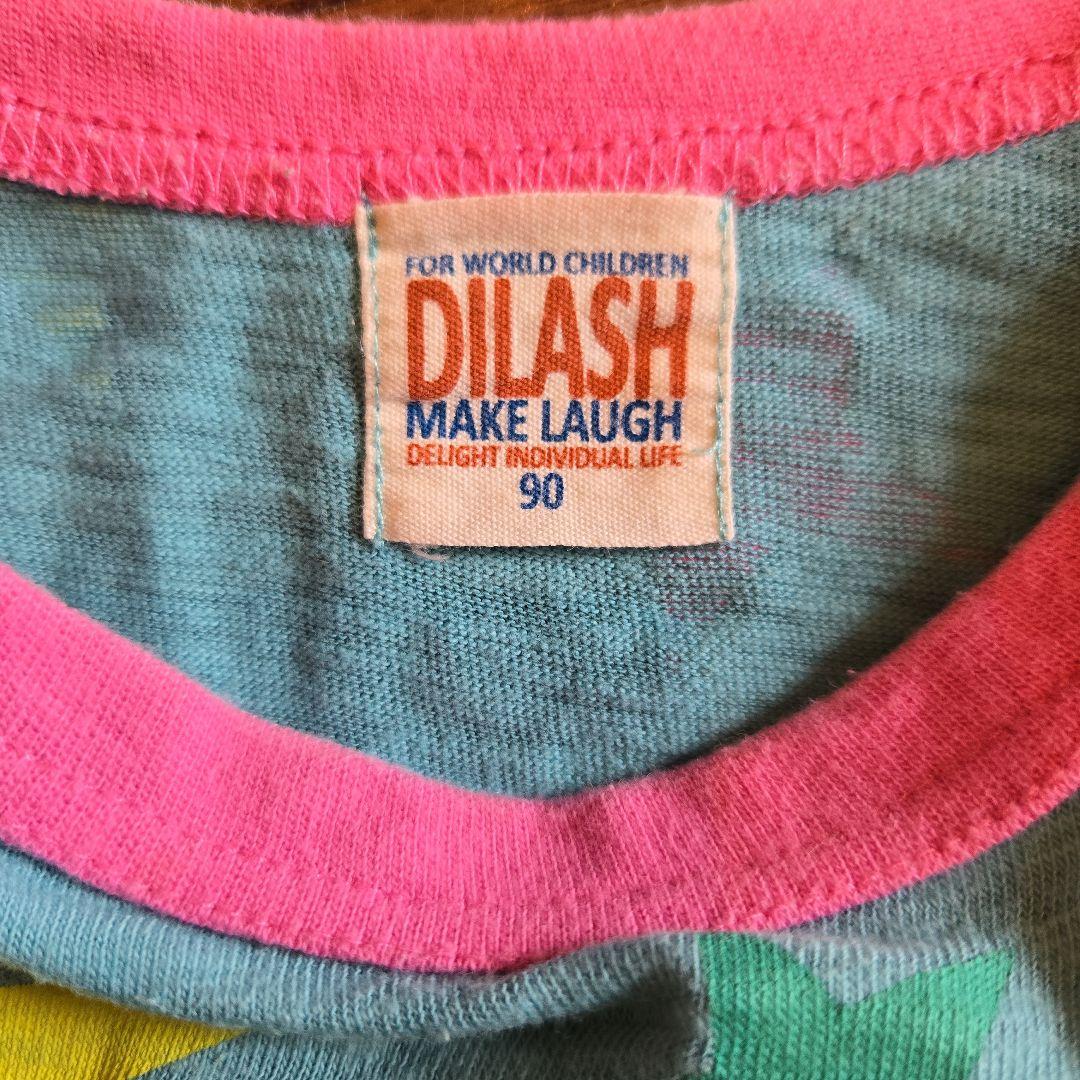 FOR WORLD CHILDREN
DILASH
MAKE LAUGH
DELIGHT INDIVIDUAL LIFE
90